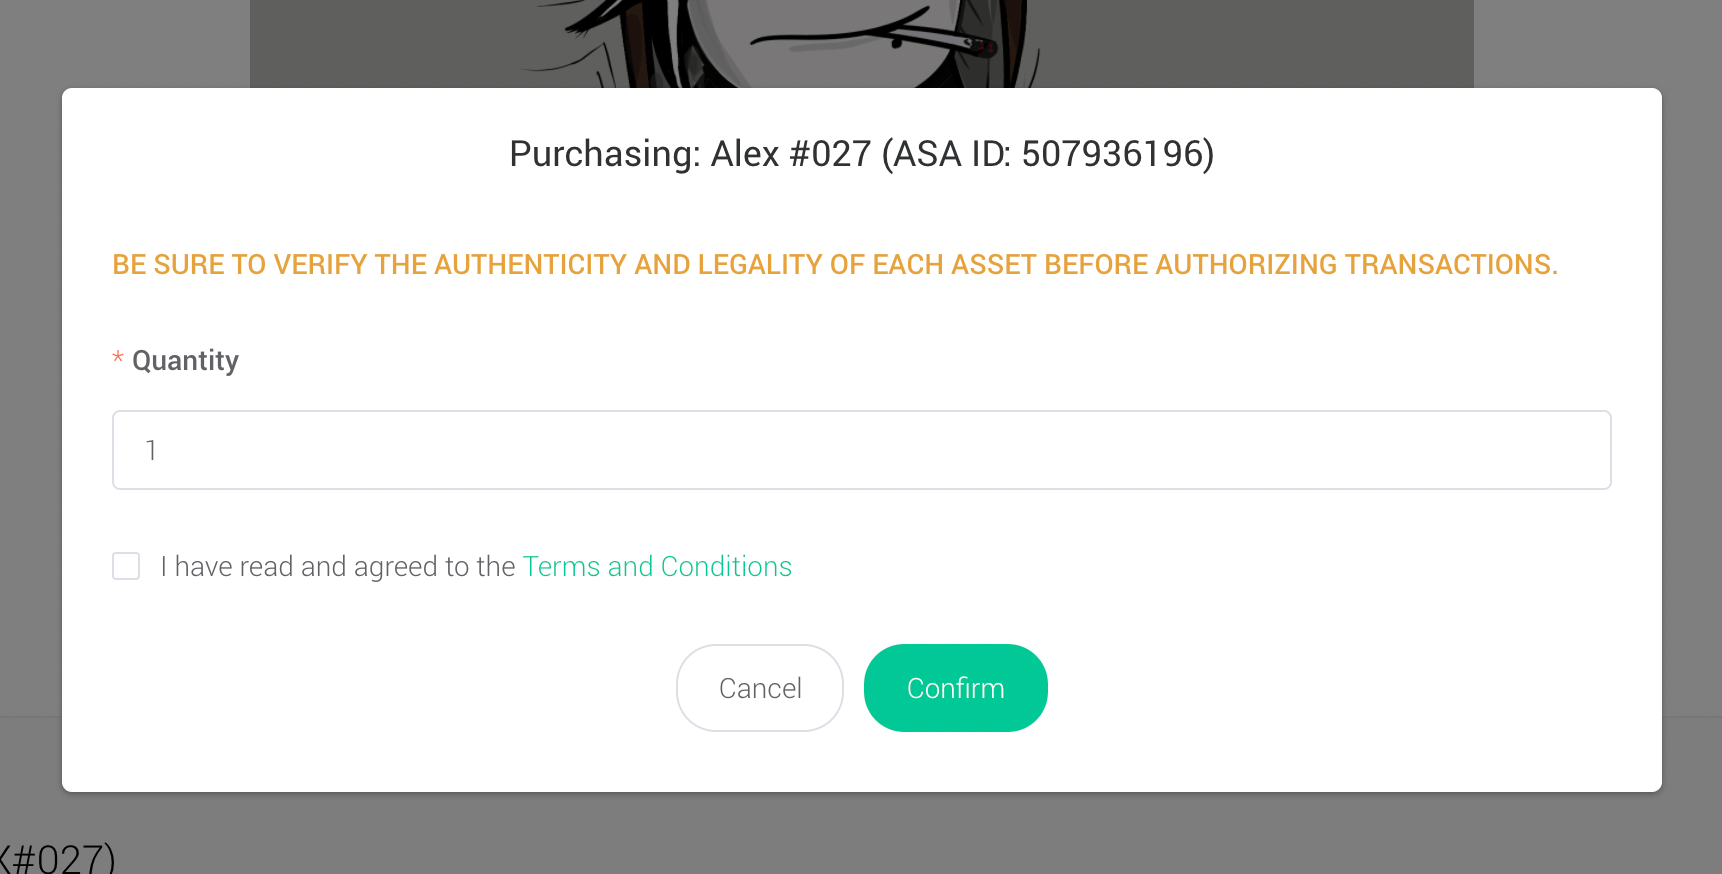 Purchasing: Alex #027 (ASA ID: 507936196)
BE SURE TO VERIFY THE AUTHENTICITY AND LEGALITY OF EACH ASSET BEFORE AUTHORIZING TRANSACTIONS.
* Quantity
1
I have read and agreed to the Terms and Conditions
Cancel
Confirm
X#027)